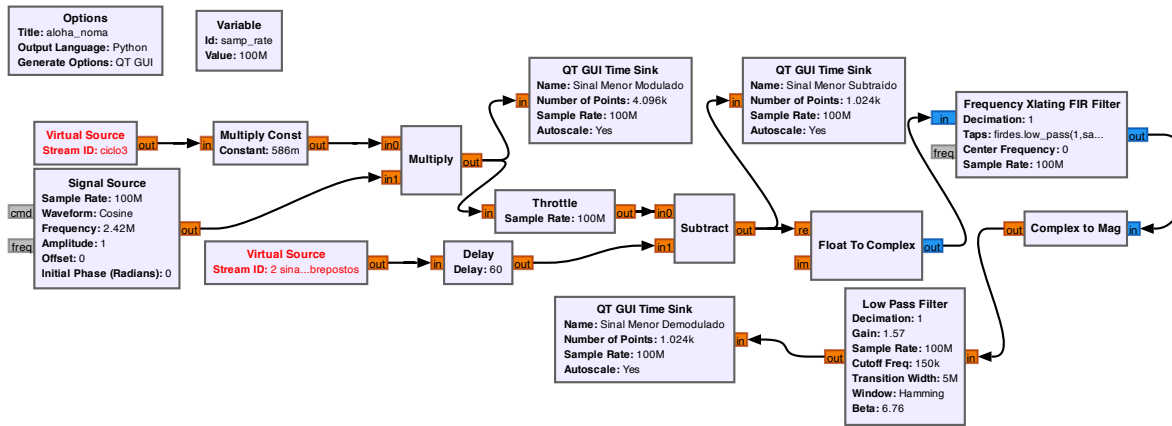 Options
Title: aloha_noma
Output Language: Python
Generate Options: QT GUI
Variable
Id: samp_rate
Value: 100M
QT GUI Time Sink
Name: Sinal Menor Modulado
Number of Points: 4.096k
Sample Rate: 100M
Autoscale: Yes
in
QT GUI Time Sink
Name: Sinal Menor Subtraído
Number of Points: 1.024k
Sample Rate: 100M
Autoscale: Yes
in
Frequency Xlating FIR Filter
Decimation: 1
Taps: firdes.low_pass(1,sa...
Center Frequency: 0
Sample Rate: 100M
in
freq
out
Virtual Source
Stream ID: ciclo3
out
Multiply Const
Constant: 586m
in
out
Multiply
in0
in1
out
Signal Source
Sample Rate: 100M
Waveform: Cosine
Frequency: 2.42M
Amplitude: 1
Offset: 0
Initial Phase (Radians): 0
cmd
freq
out
Throttle
Sample Rate: 100M
in
out
Subtract
in0
in1
out
Float To Complex
re
im
out
Complex to Mag
out
in
Virtual Source
Stream ID: 2 sina...brepostos
out
Delay
Delay: 60
in
out
QT GUI Time Sink
Name: Sinal Menor Demodulado
Number of Points: 1.024k
Sample Rate: 100M
Autoscale: Yes
in
Low Pass Filter
Decimation: 1
Gain: 1.57
Sample Rate: 100M
Cutoff Freq: 150k
Transition Width: 5M
Window: Hamming
Beta: 6.76
out
in